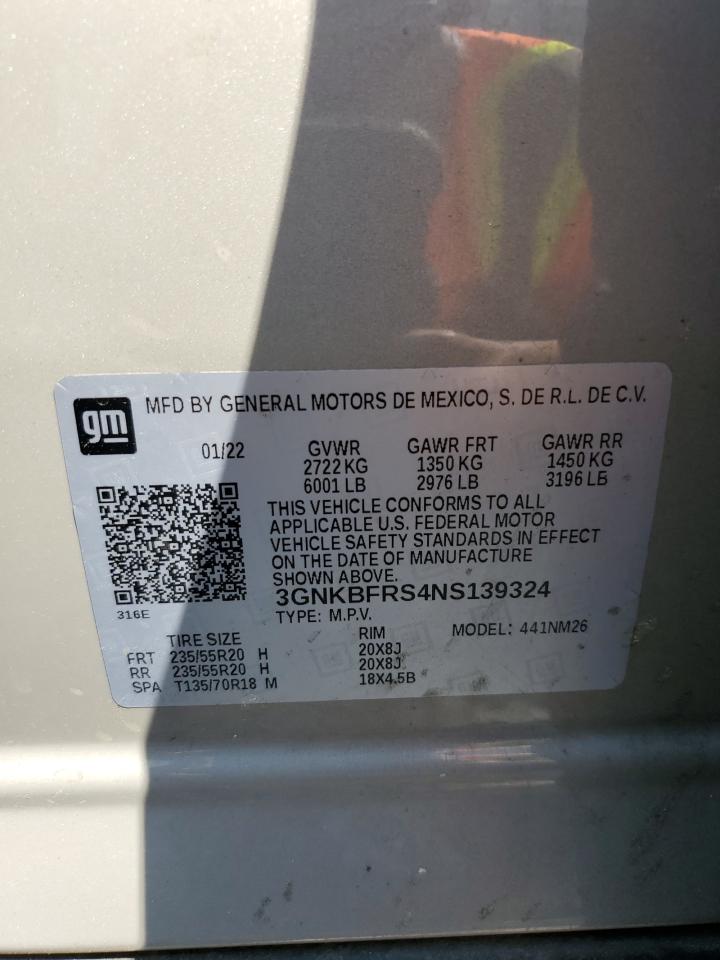 gm
MFD BY GENERAL MOTORS DE MEXICO, S. DE R.L. DE C.V.
01/22 GVWR GAWR FRT GAWR RR
2722 KG 1350 KG 1450 KG
6001 LB 2976 LB 3196 LB
THIS VEHICLE CONFORMS TO ALL
APPLICABLE U.S. FEDERAL MOTOR
VEHICLE SAFETY STANDARDS IN EFFECT
ON THE DATE OF MANUFACTURE
SHOWN ABOVE.
3GNKBFRS4NS139324
316E
TYPE: M.P.V.
TIRE SIZE RIM MODEL: 441NM26
FRT 235/55R20 H 20X8J
RR 235/55R20 H 20X8J
SPA T135/70R18 M 18X4.5B